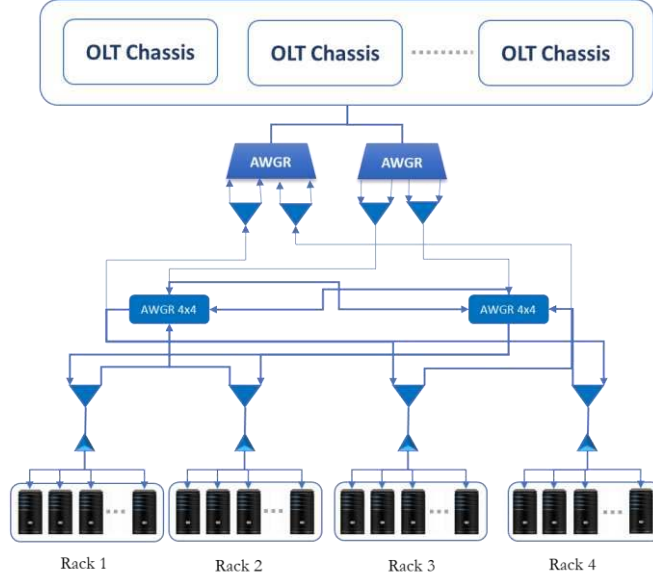 OLT Chassis OLT Chassis OLT Chassis
AWGR AWGR
AWGR 4x4 AWGR 4x4
Rack 1 Rack 2 Rack 3 Rack 4